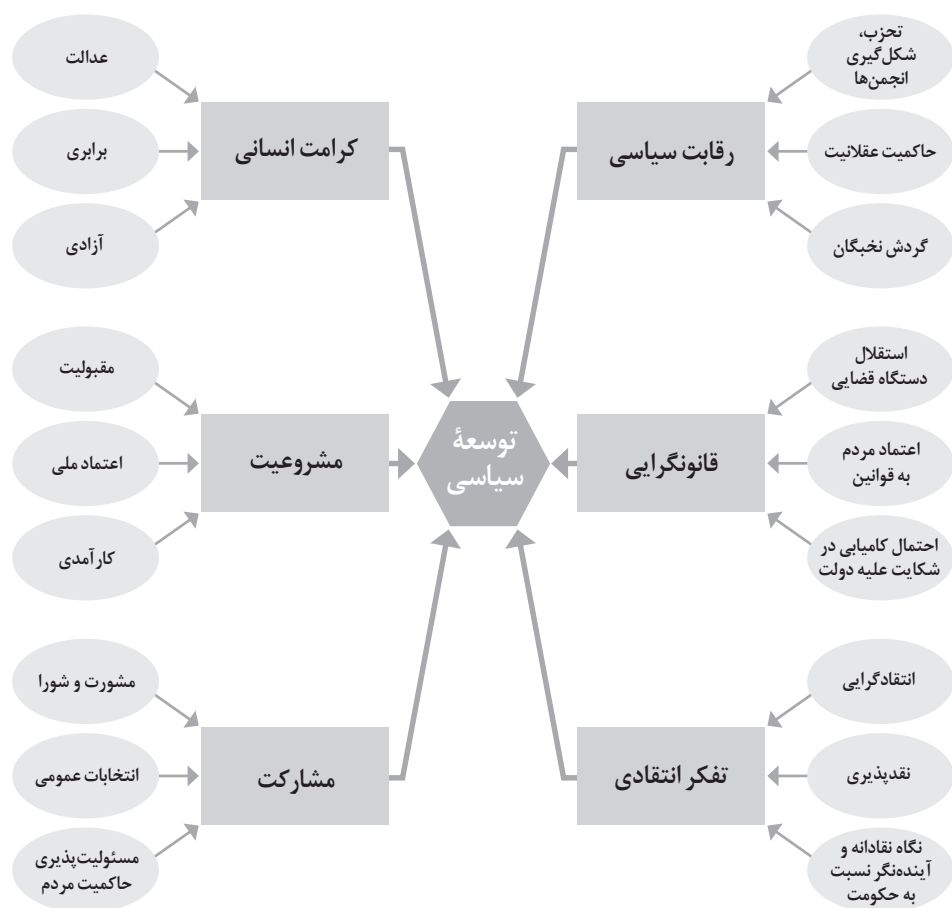 تحزب،
شکل‌گیری
انجمن‌ها
حاکمیت عقلانیت
گردش نخبگان
رقابت سیاسی
عدالت
برابری
آزادی
کرامت انسانی
استقلال
دستگاه قضایی
اعتماد مردم
به قوانین
احتمال کامیابی در
شکایت علیه دولت
قانونگرایی
توسعهٔ
سیاسی
مقبولیت
اعتماد ملی
کارآمدی
مشروعیت
انتقادگرایی
نقدپذیری
نگاه نقادانه و
آینده‌نگر نسبت
به حکومت
تفکر انتقادی
مشورت و شورا
انتخابات عمومی
مسئولیت‌پذیری
حاکمیت مردم
مشارکت